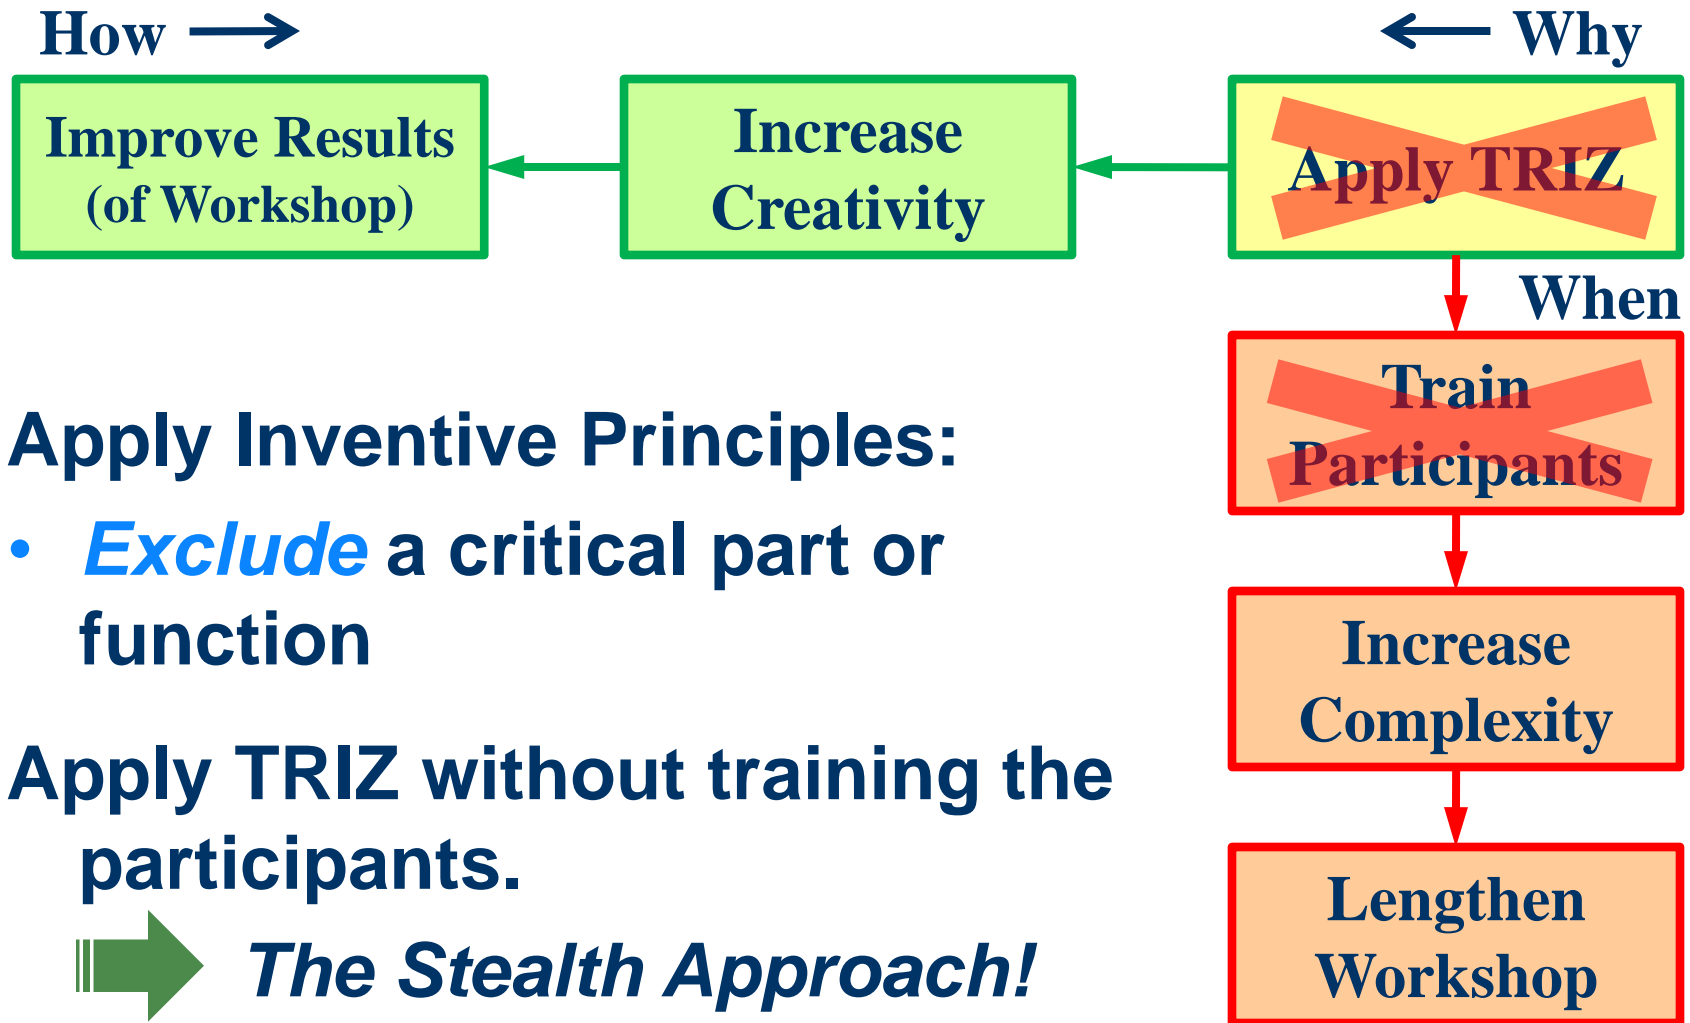 How
Why
Improve Results
(of Workshop)
Increase
Creativity
Apply TRIZ
When
Train
Participants
Increase
Complexity
Lengthen
Workshop
Apply Inventive Principles:
• Exclude a critical part or
function
Apply TRIZ without training the
participants.
The Stealth Approach!